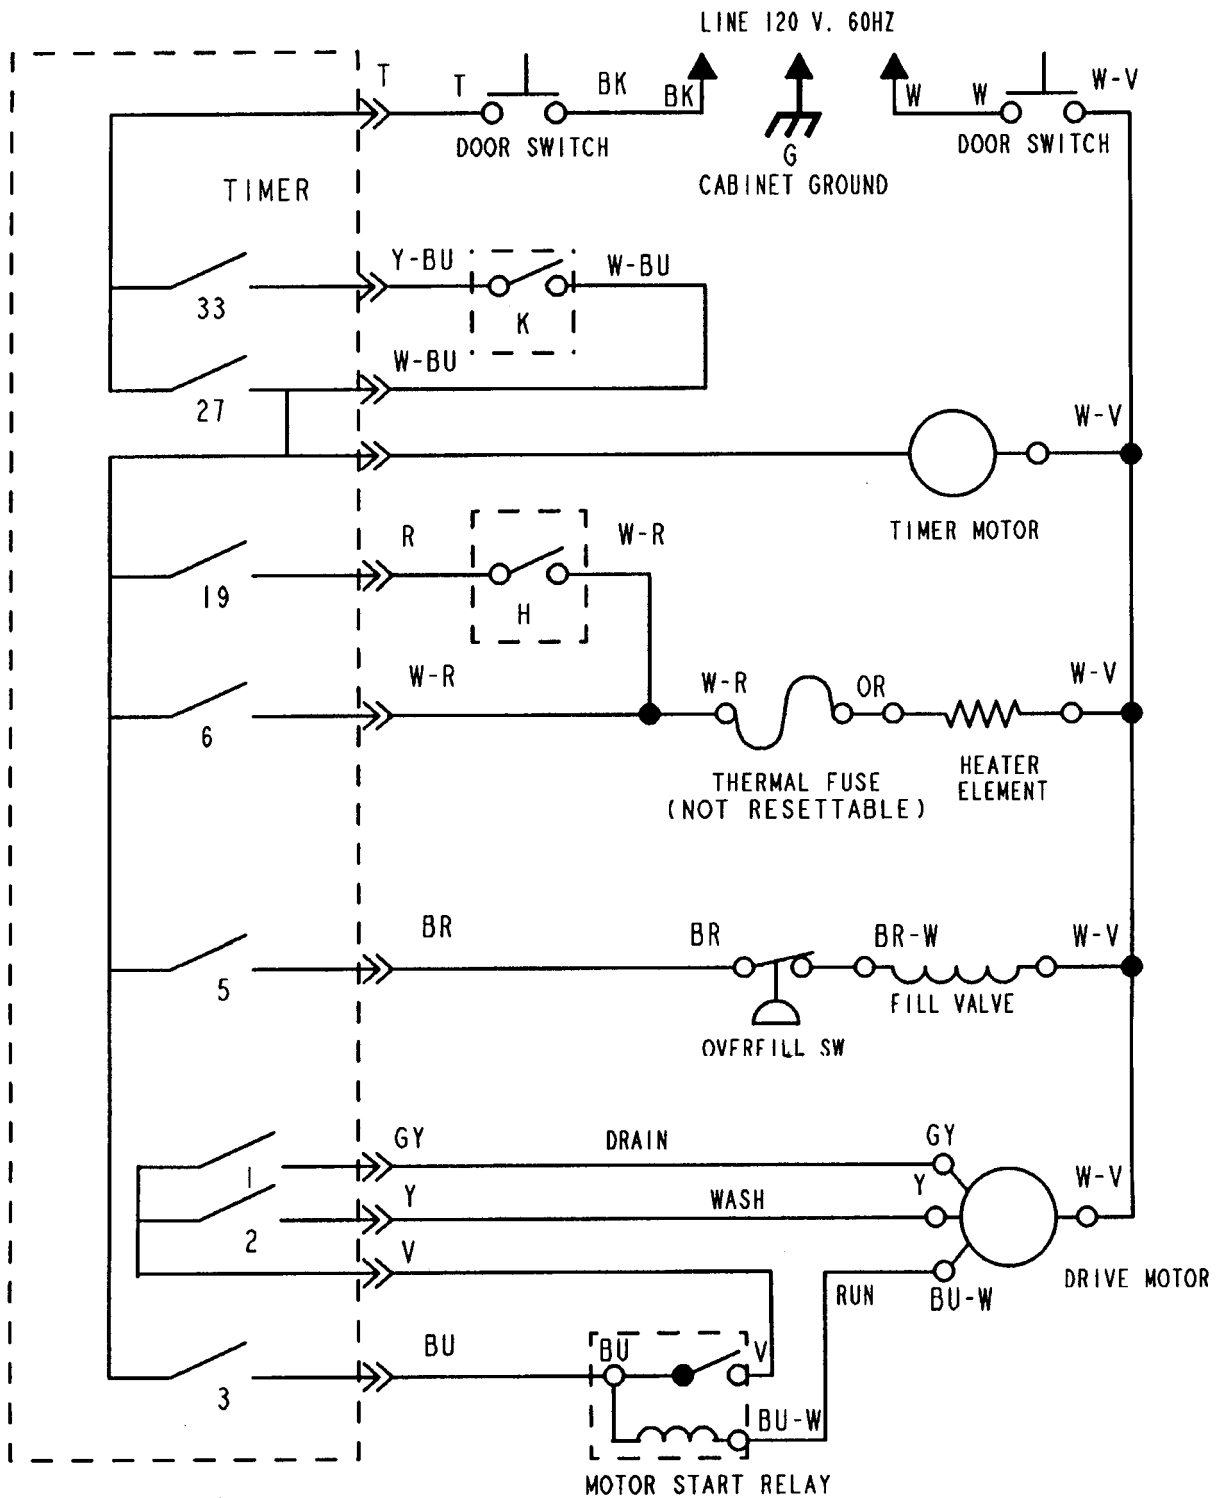 LINE 120 V. 60HZ
T
T
BK
BK
W
W
W-V
DOOR SWITCH
G
CABINET GROUND
DOOR SWITCH
TIMER
Y-BU
W-BU
33
K
W-BU
27
W-V
TIMER MOTOR
R
W-R
19
H
W-R
W-R
OR
W-V
6
THERMAL FUSE
(NOT RESETTABLE)
HEATER
ELEMENT
BR
BR
BR-W
W-V
5
FILL VALVE
OVERFILL SW
GY
DRAIN
GY
1
Y
WASH
Y
W-V
2
V
RUN
BU-W
DRIVE MOTOR
BU
BU
V
3
BU-W
MOTOR START RELAY